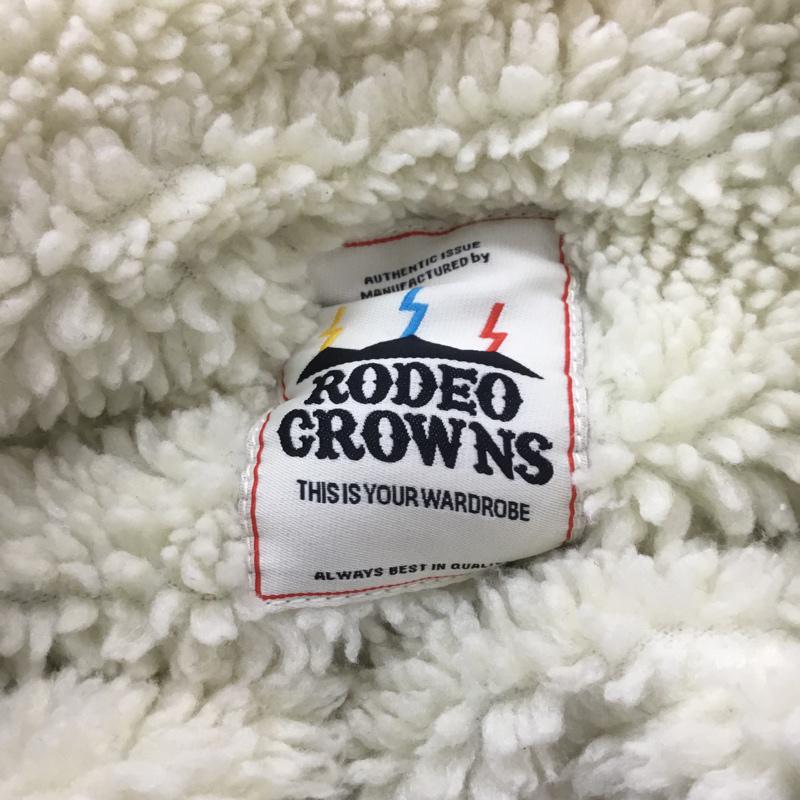 AUTHENTIC ISSUE
MANUFACTURED by
RODEO
CROWNS
THIS IS YOUR WARDROBE
ALWAYS BEST IN